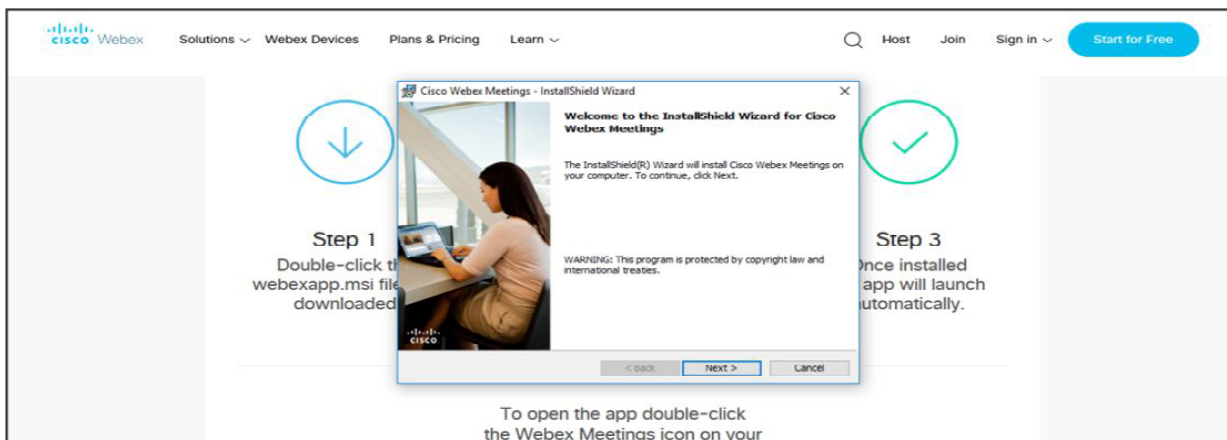 CISCO Webex Solutions Webex Devices Plans & Pricing Learn Host Join Sign in Start for Free
Cisco Webex Meetings - InstallShield Wizard
Welcome to the InstallShield Wizard for Cisco
Webex Meetings
The InstallShield(R) Wizard will install Cisco Webex Meetings on
your computer. To continue, click Next.
WARNING: This program is protected by copyright law and
international treaties.
CISCO
< Back Next > Cancel
Step 1
Double-click
webexapp.msi
downloaded
Step 3
installed
app will launch
To open the app double-click
the Webex Meetings icon on your